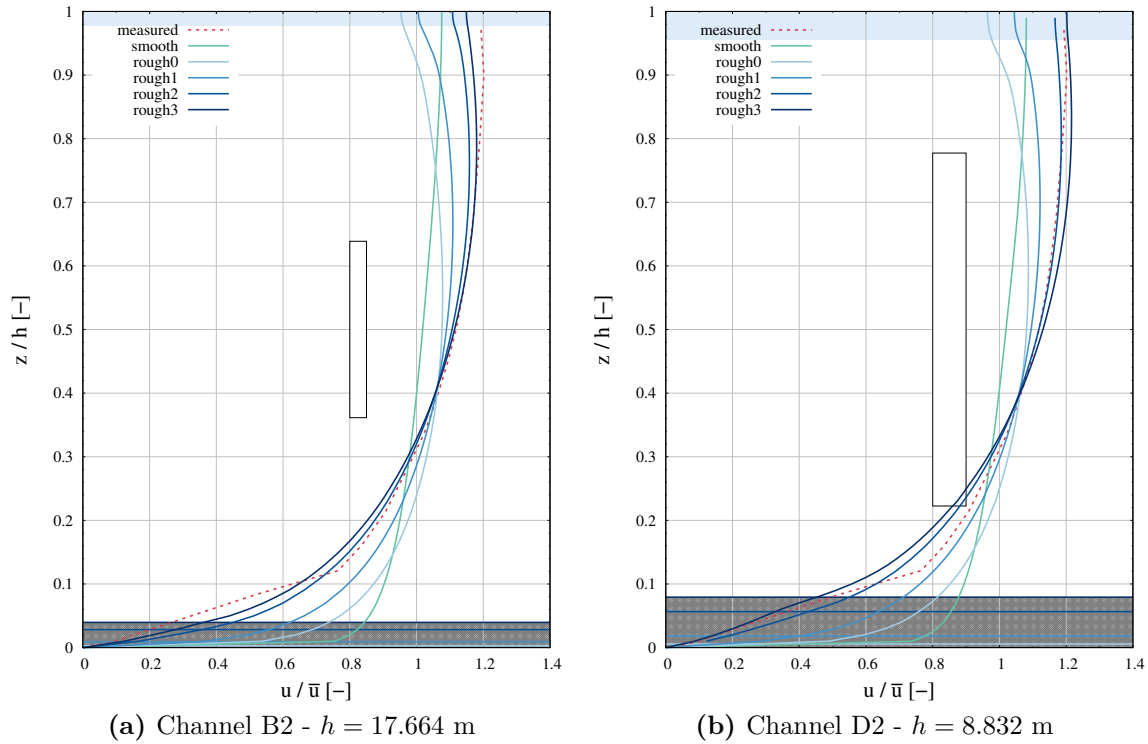 measured
smooth
rough0
rough1
rough2
rough3
z / h [–]
1
0.9
0.8
0.7
0.6
0.5
0.4
0.3
0.2
0.1
0
0 0.2 0.4 0.6 0.8 1 1.2 1.4
u / u̅ [–]
(a) Channel B2 - h = 17.664 m
measured
smooth
rough0
rough1
rough2
rough3
z / h [–]
1
0.9
0.8
0.7
0.6
0.5
0.4
0.3
0.2
0.1
0
0 0.2 0.4 0.6 0.8 1 1.2 1.4
u / u̅ [–]
(b) Channel D2 - h = 8.832 m